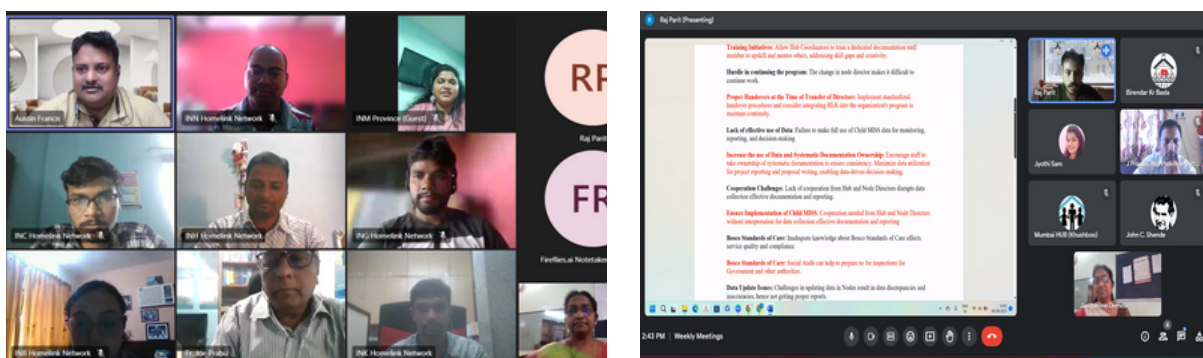 RP
Austin Francis
INN Homelink Network
INM Province (Guest)
Raj Parit
FR
INC Homelink Network
INH Homelink Network
ING Homelink Network
Fireflies.ai Notetaker
INB Homelink Network
Fr. Joe Prabu
INK Homelink Network
R
Raj Parit (Presenting)
Training Initiatives: Allow Hub Coordinators to train a dedicated documentation staff
member to upskill and mentor others, addressing skill gaps and creativity.
Hurdle in continuing the program: The change in node director makes it difficult to
continue work.
Proper Handovers at the Time of Transfer of Directors: Implement standardized
handover procedures and consider integrating HLK into the organization's program to
maintain continuity.
Lack of effective use of Data: Failure to make full use of Child MISS data for monitoring,
reporting, and decision-making.
Increase the use of Data and Systematic Documentation Ownership: Encourage staff to
take ownership of systematic documentation to ensure consistency. Maximize data utilization
for project reporting and proposal writing, enabling data-driven decision-making.
Cooperation Challenges: Lack of cooperation from Hub and Node Directors disrupts data
collection effective documentation and reporting.
Ensure Implementation of Child MISS: Cooperation needed from Hub and Node Directors
without interpretation for data collection effective documentation and reporting
Bosco Standards of Care: Inadequate knowledge about Bosco Standards of Care affects
service quality and compliance.
Bosco Standards of Care: Social Audit can help to prepare us for inspections for
Government and other authorities.
Data Update Issues: Challenges in updating data in Nodes result in data discrepancies and
inaccuracies, hence not getting proper reports.
Raj Parit
Birendar Kr Basla
Jyothi Sam
Mumbai HUB (Khushboo)
John C. Shende
2:43 PM | Weekly Meetings
8